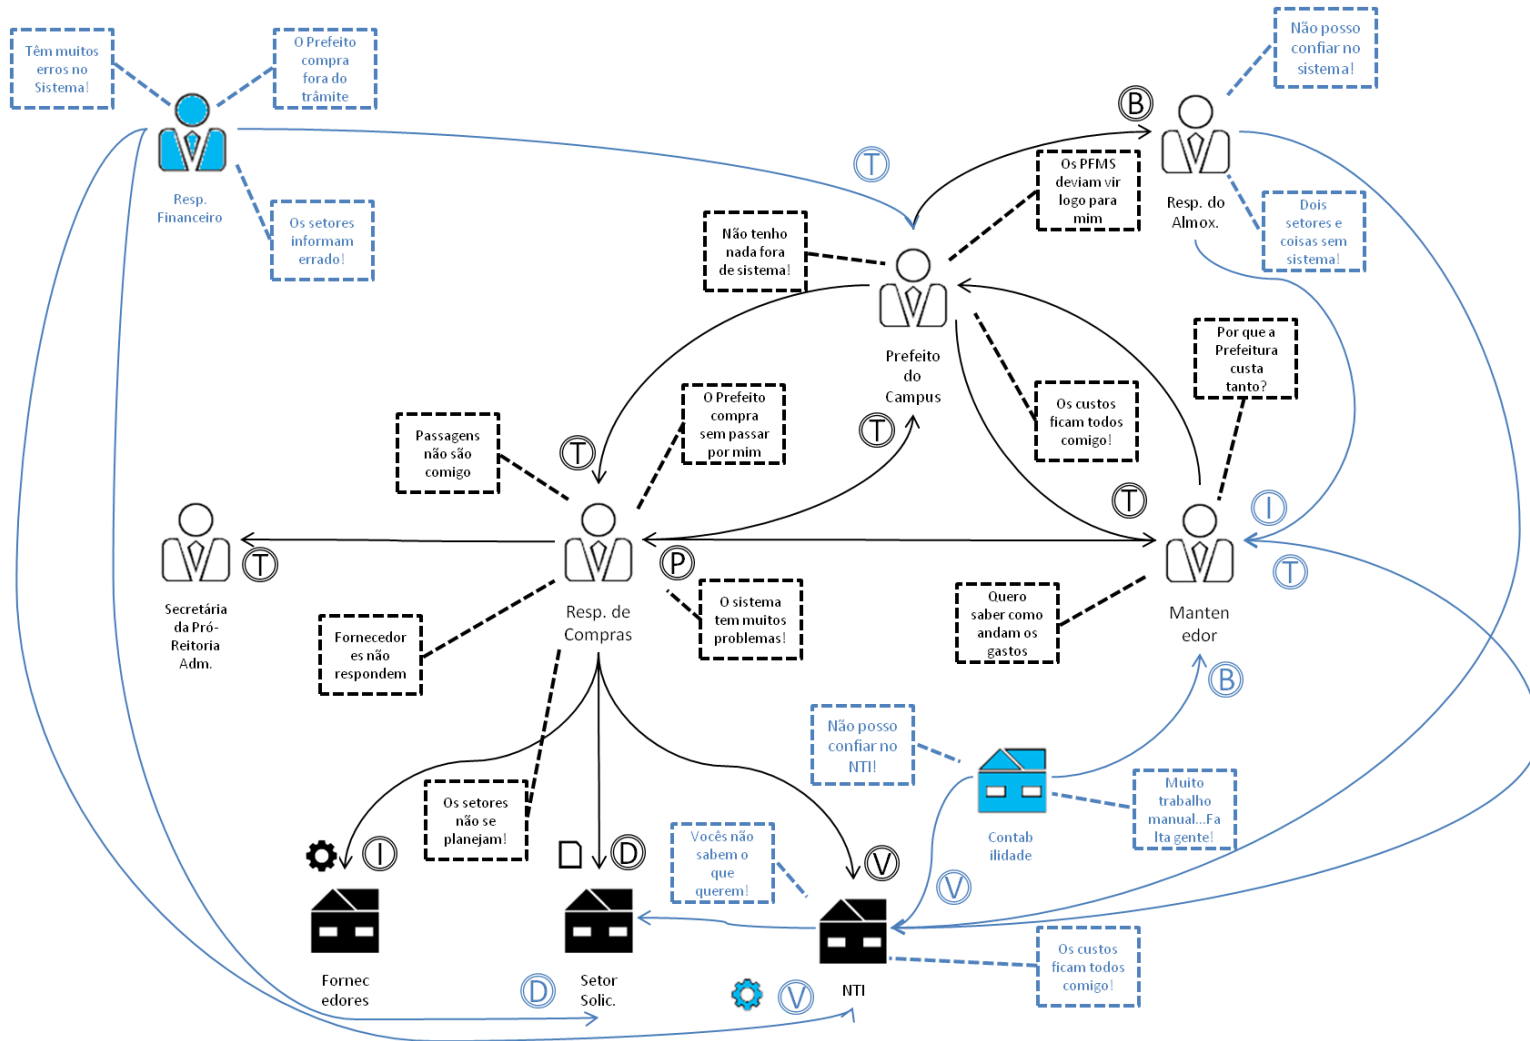 Têm muitos
erros no
Sistema!
O Prefeito
compra
fora do
trâmite
Resp.
Financeiro
Os setores
informam
errado!
T
B
Não posso
confiar no
sistema!
Os PFMS
deviam vir
logo para
mim
Resp. do
Almox.
Dois
setores e
coisas sem
sistema!
Não tenho
nada fora
de sistema!
Prefeito
do
Campus
Por que a
Prefeitura
custa
tanto?
Os custos
ficam todos
comigo!
O Prefeito
compra
sem passar
por mim
Passagens
não são
comigo
T
T
T
I
T
T
P
Secretária
da Pró-
Reitoria
Adm.
Resp. de
Compras
Fornecedor
es não
respondem
O sistema
tem muitos
problemas!
Quero
saber como
andam os
gastos
Manten
edor
B
Não posso
confiar no
NTI!
Muito
trabalho
manual...Fa
lta gente!
Contab
ilidade
Os setores
não se
planejam!
Vocês não
sabem o
que
querem!
I
D
V
V
Fornec
edores
Setor
Solic.
NTI
Os custos
ficam todos
comigo!
D
V